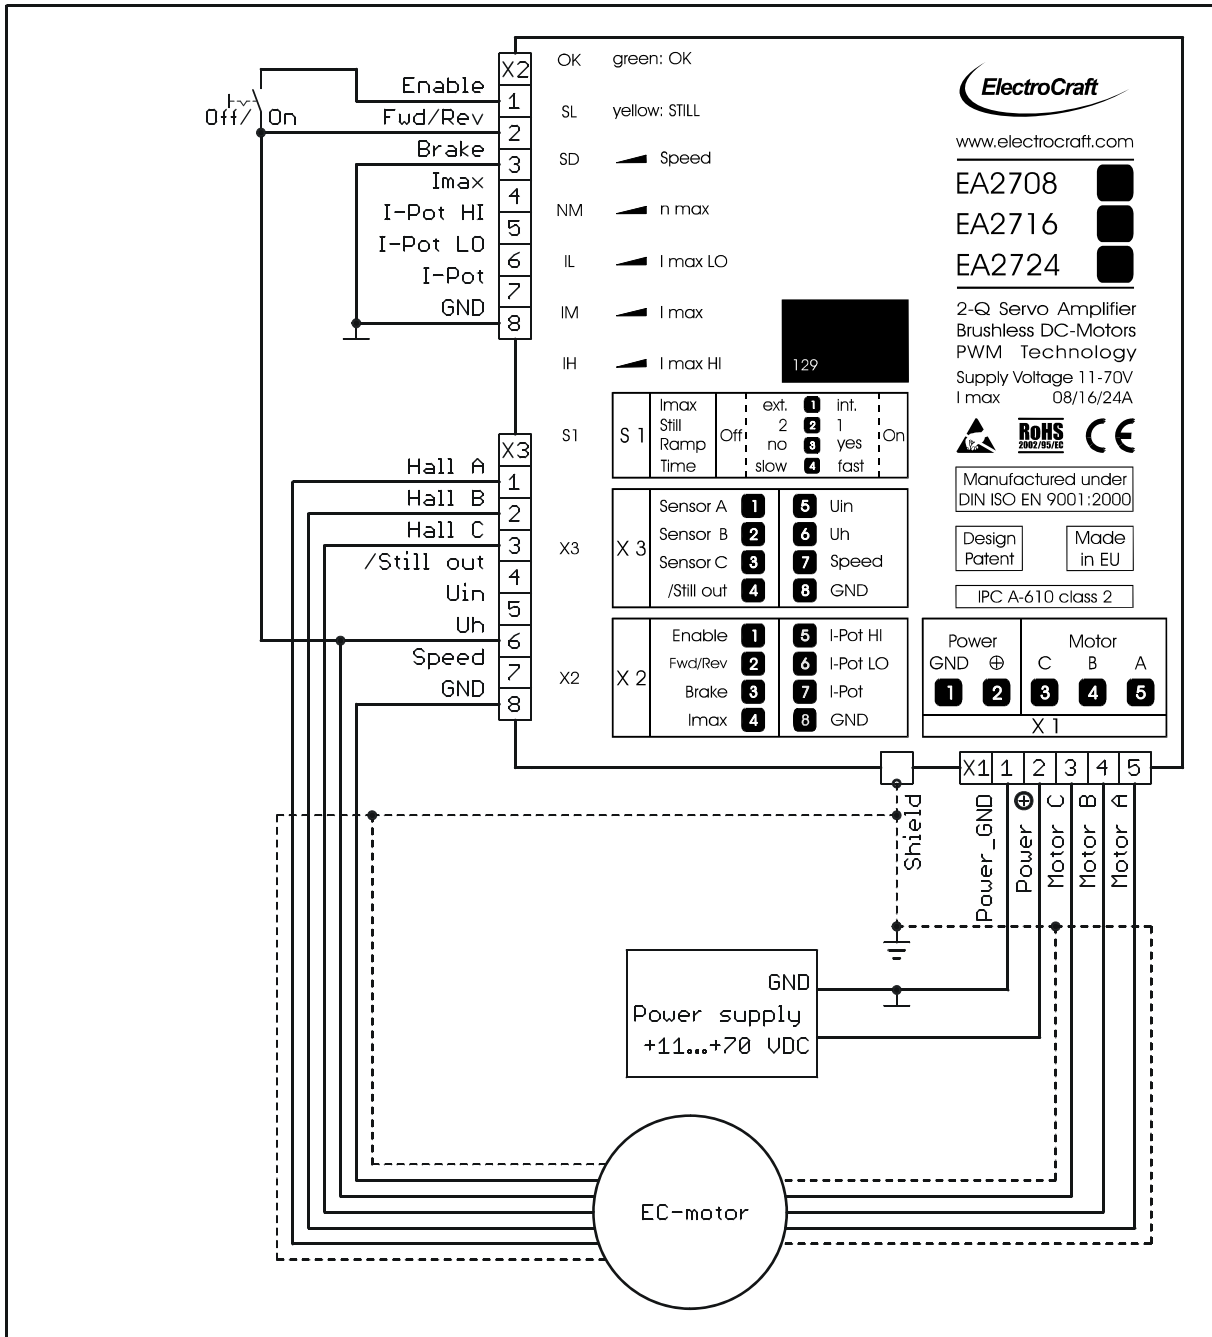 X2
Enable
1
Off/ On
Fwd/Rev
2
Brake
3
Imax
4
I-Pot HI
5
I-Pot LO
6
I-Pot
7
GND
8
X3
Hall A
1
Hall B
2
Hall C
3
/Still out
4
Uin
5
Uh
6
Speed
7
GND
8
OK green: OK
SL yellow: STILL
SD Speed
NM n max
IL I max LO
IM I max
IH I max HI
129
S1
S 1
Imax ext. 1 int.
Still 2 2 1
Off On
Ramp no 3 yes
Time slow 4 fast
X3
X 3
Sensor A 1 5 Uin
Sensor B 2 6 Uh
Sensor C 3 7 Speed
/Still out 4 8 GND
X2
X 2
Enable 1 5 I-Pot HI
Fwd/Rev 2 6 I-Pot LO
Brake 3 7 I-Pot
Imax 4 8 GND
ElectroCraft
www.electrocraft.com
EA2708
EA2716
EA2724
2-Q Servo Amplifier
Brushless DC-Motors
PWM Technology
Supply Voltage 11-70V
I max 08/16/24A
RoHS
2002/95/EC
CE
Manufactured under
DIN ISO EN 9001:2000
Design
Patent
Made
in EU
IPC A-610 class 2
Power Motor
GND ⊕ C B A
1 2 3 4 5
X 1
X1 1 2 3 4 5
Shield
Power_GND
Power ⊕
Motor C
Motor B
Motor A
GND
Power supply
+11...+70 VDC
EC-motor